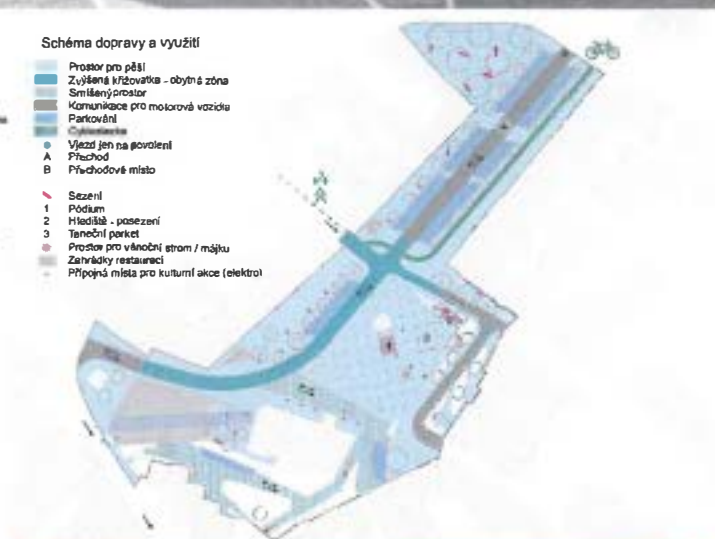 Schéma dopravy a využití
Prostor pro pěší
Zvýšená křižovatka - obytná zóna
Smíšený prostor
Komunikace pro motorová vozidla
Parkování
Cyklostezka
Vjezd jen na povolení
A Přechod
B Přechodové místo
Sezení
1 Pódium
2 Hlediště - posezení
3 Taneční parket
Prostor pro vánoční strom / májku
Zahrádky restaurací
Přípojná místa pro kulturní akce (elektro)